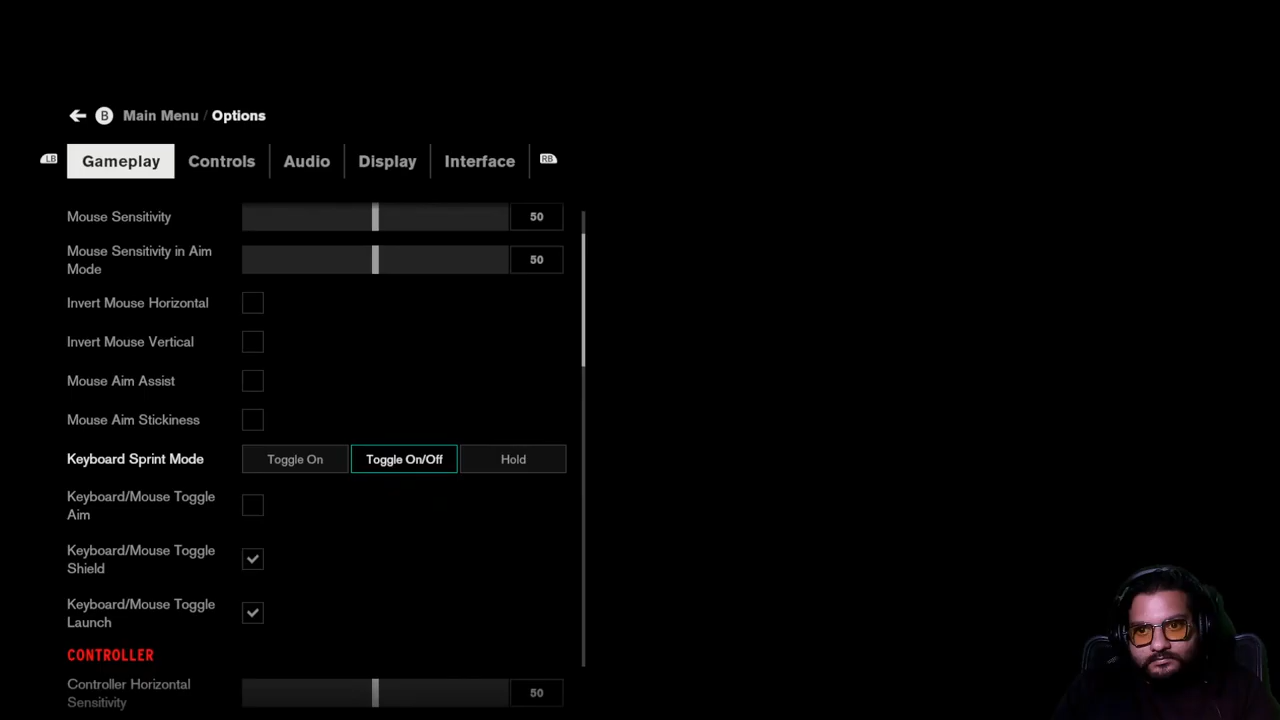 B Main Menu / Options
LB Gameplay Controls Audio Display Interface RB
Mouse Sensitivity 50
Mouse Sensitivity in Aim
Mode 50
Invert Mouse Horizontal
Invert Mouse Vertical
Mouse Aim Assist
Mouse Aim Stickiness
Keyboard Sprint Mode Toggle On Toggle On/Off Hold
Keyboard/Mouse Toggle
Aim
Keyboard/Mouse Toggle
Shield
Keyboard/Mouse Toggle
Launch
CONTROLLER
Controller Horizontal
Sensitivity 50